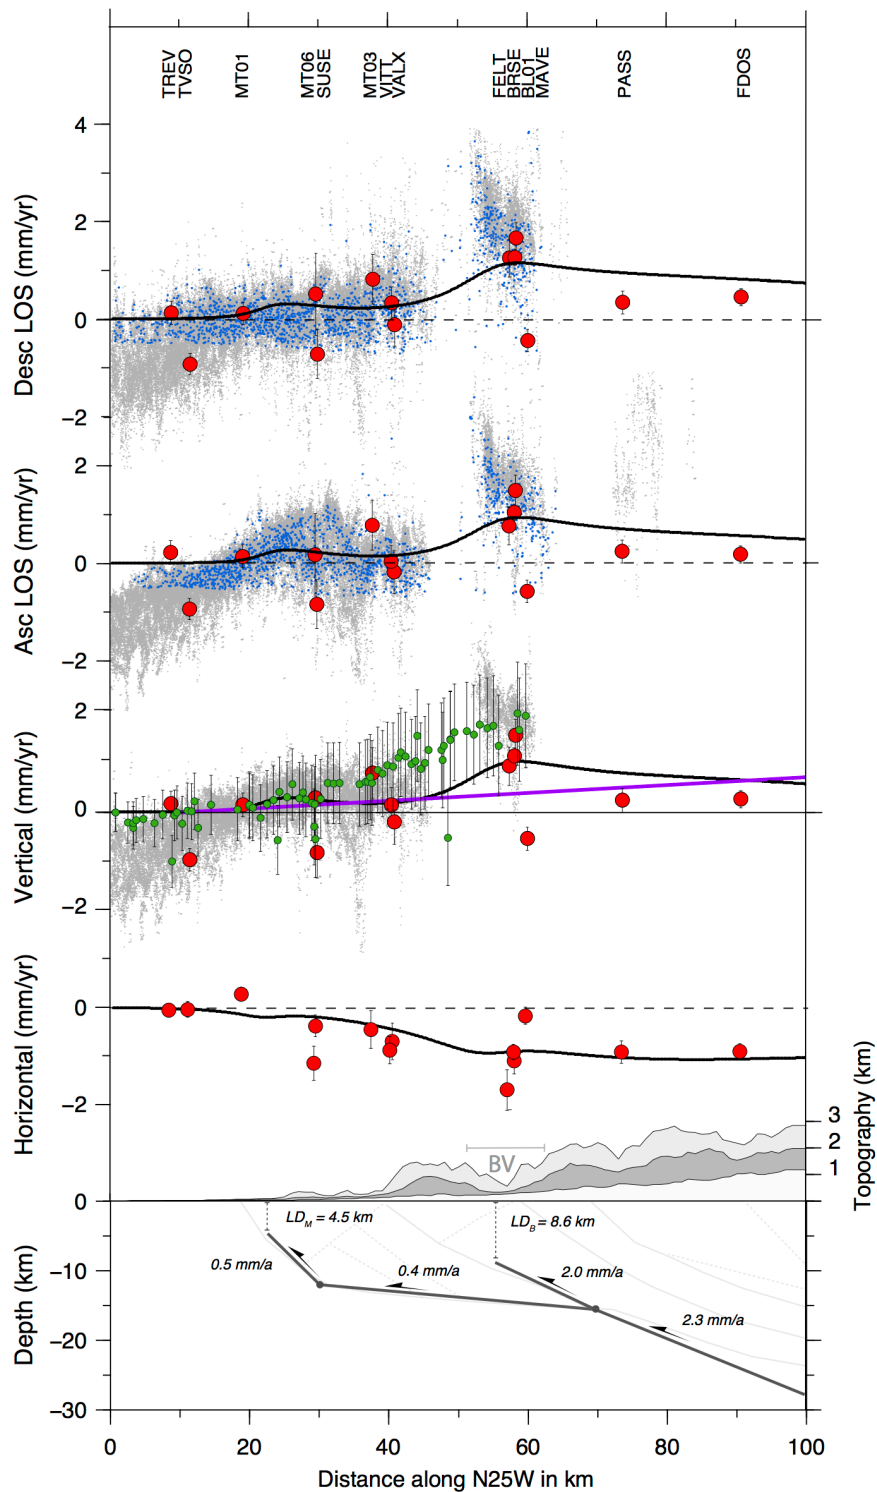 TREV
TVSO
MT01
MT06
SUSE
MT03
VITT
VALX
FELT
BRSE
BL01
MAVE
PASS
FDOS
Desc LOS (mm/yr)
4
2
0
−2
Asc LOS (mm/yr)
2
0
−2
Vertical (mm/yr)
2
0
−2
Horizontal (mm/yr)
0
−2
BV
Topography (km)
3
2
1
Depth (km)
0
−10
−20
−30
LDM = 4.5 km
LDB = 8.6 km
0.5 mm/a
0.4 mm/a
2.0 mm/a
2.3 mm/a
0 20 40 60 80 100
Distance along N25W in km